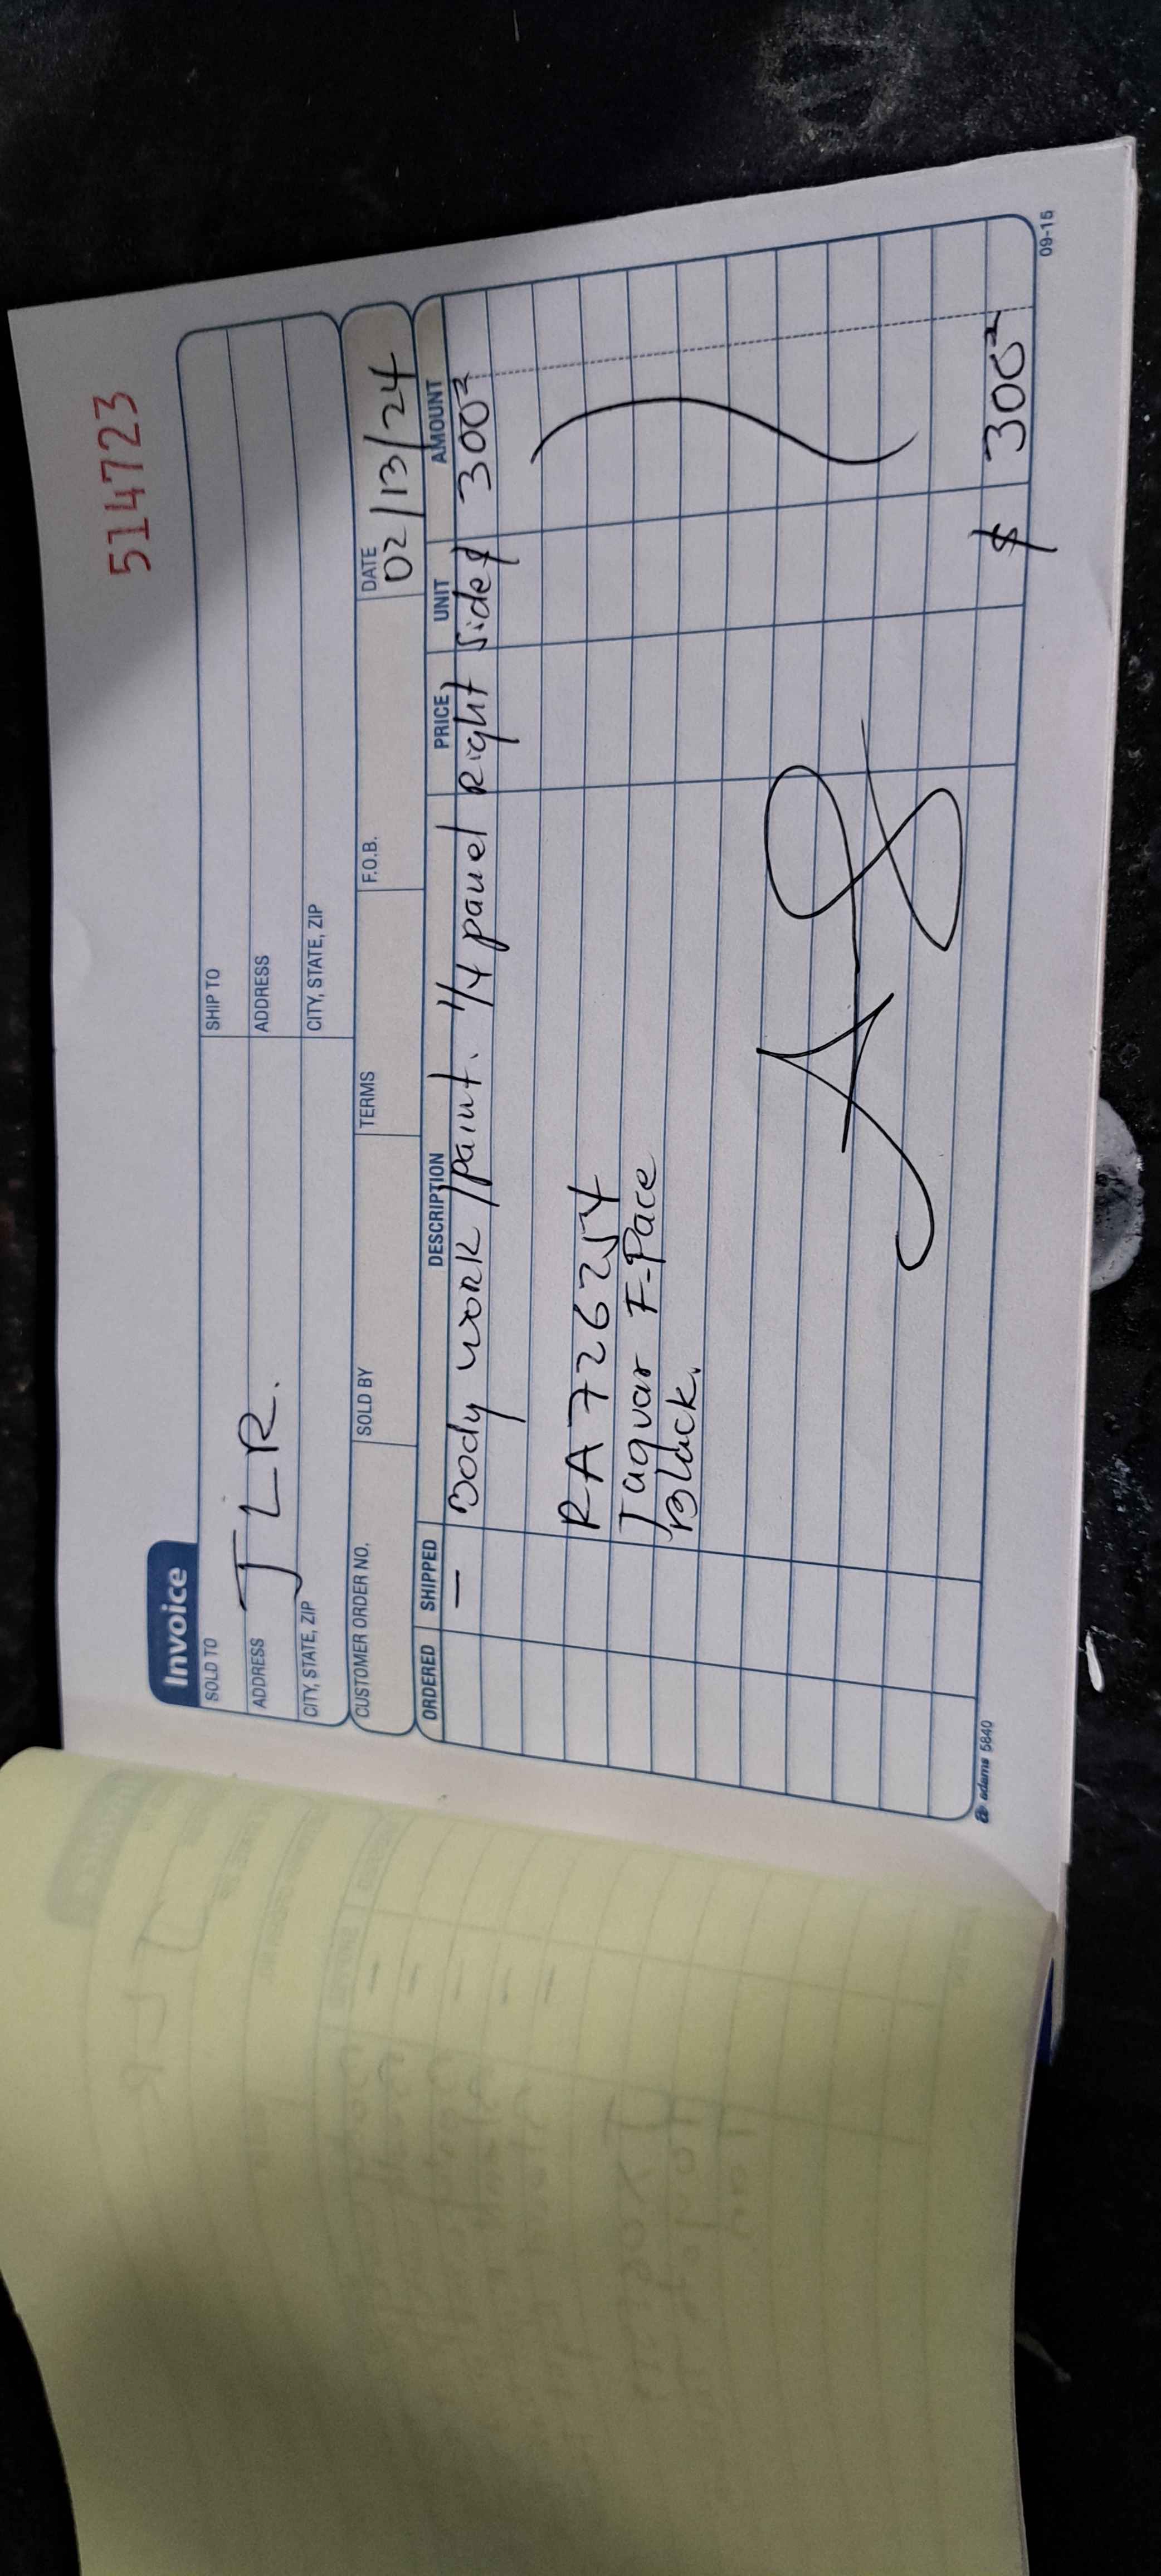 514723
Invoice
SOLD TO
SHIP TO
JLR.
ADDRESS
ADDRESS
CITY, STATE, ZIP
CITY, STATE, ZIP
CUSTOMER ORDER NO.
SOLD BY
TERMS
F.O.B.
DATE
02/13/24
ORDERED SHIPPED DESCRIPTION PRICE UNIT AMOUNT
— Body work/paint. 1/4 panel Right side $ 300
RA726254
Jaguar F-Pace
Black.
$ 300
adams 5840
09-15